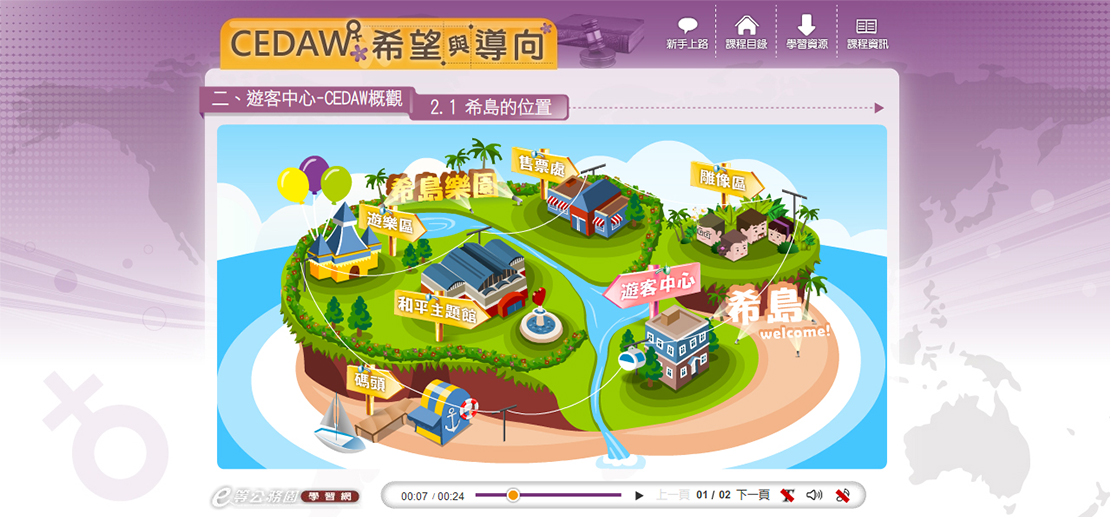 CEDAW希望與導向
新手上路
課程目錄
學習資源
課程資訊
二、遊客中心-CEDAW概觀
2.1 希島的位置
售票處
雕像區
希島樂園
遊樂區
遊客中心
和平主題館
希島
welcome!
碼頭
e等公務園 學習網
00:07 / 00:24
上一頁 01 / 02 下一頁